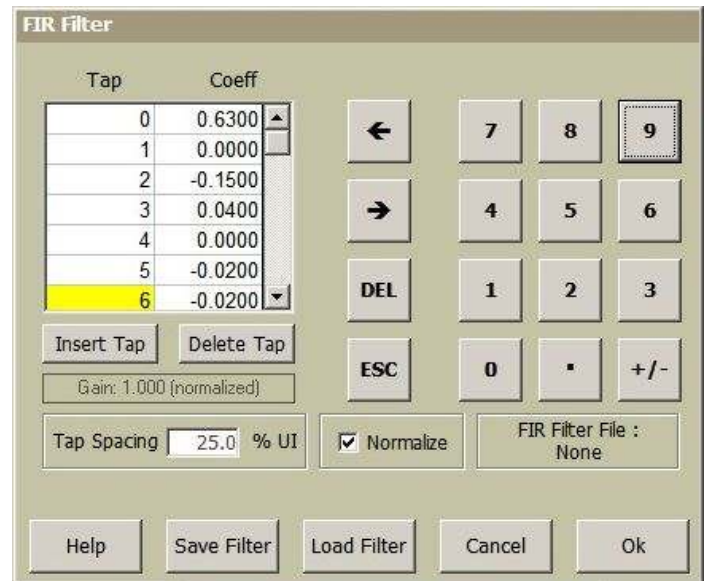 FIR Filter
Tap Coeff
0 0.6300
1 0.0000
2 -0.1500
3 0.0400
4 0.0000
5 -0.0200
6 -0.0200
Insert Tap Delete Tap
Gain: 1.000 (normalized)
← 7 8 9
→ 4 5 6
DEL 1 2 3
ESC 0 . +/-
Tap Spacing 25.0 % UI
Normalize
FIR Filter File :
None
Help Save Filter Load Filter Cancel Ok